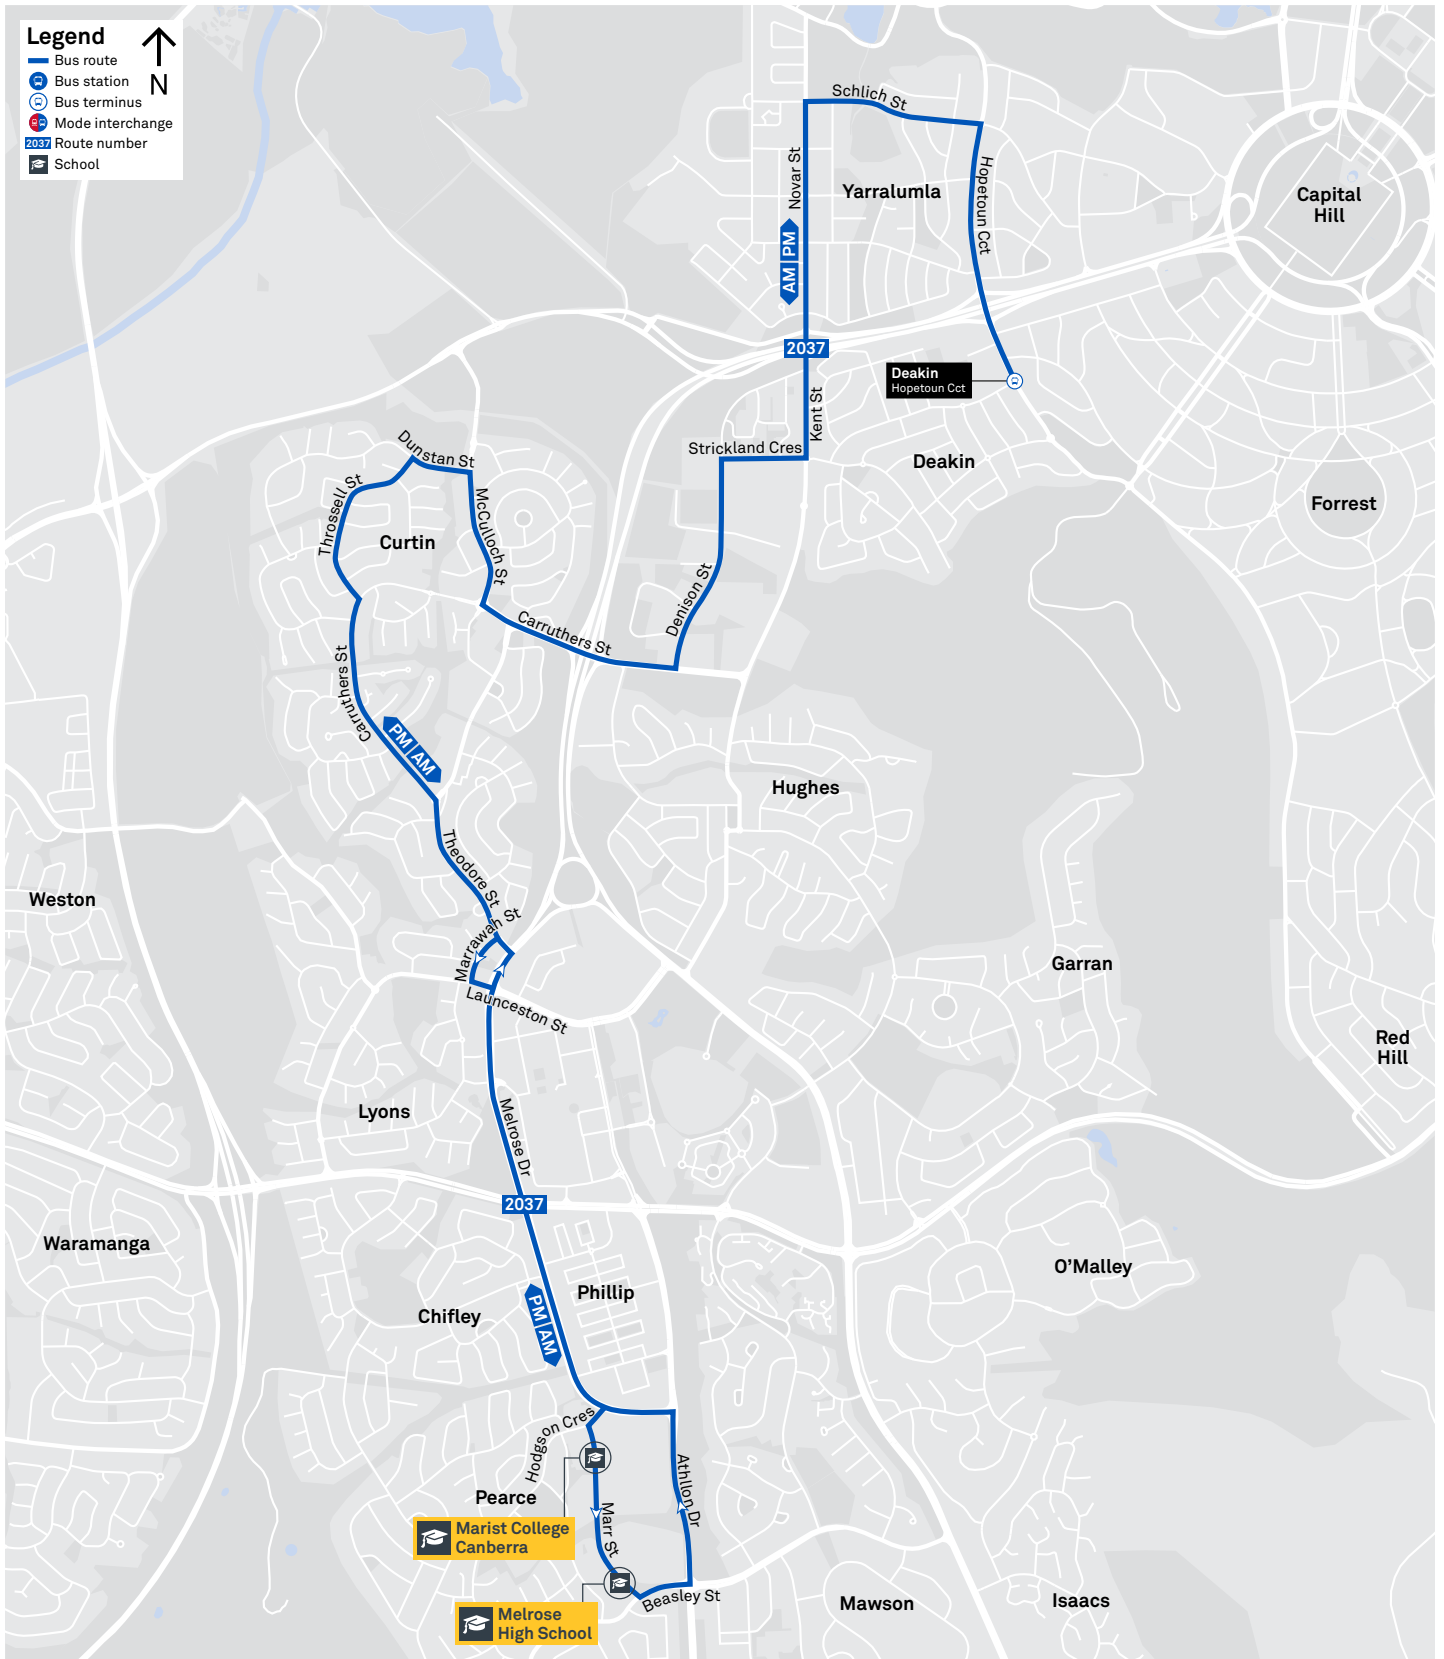 Legend
N
Bus route
Bus station
Bus terminus
Mode interchange
2037 Route number
School
Schlich St
Novar St
Yarralumla
Hopetoun Cct
Capital
Hill
AM | PM
2037
Deakin
Hopetoun Cct
Kent St
Strickland Cres
Deakin
Forrest
Dunstan St
Throssell St
McCulloch St
Curtin
Denison St
Carruthers St
Carruthers St
PM | AM
Hughes
Theodore St
Weston
Marrawah St
Garran
Launceston St
Red
Hill
Lyons
Melrose Dr
2037
Waramanga
O'Malley
Phillip
Chifley
PM | AM
Hodgson Cres
Athllon Dr
Pearce
Marr St
Marist College
Canberra
Beasley St
Melrose
High School
Mawson
Isaacs